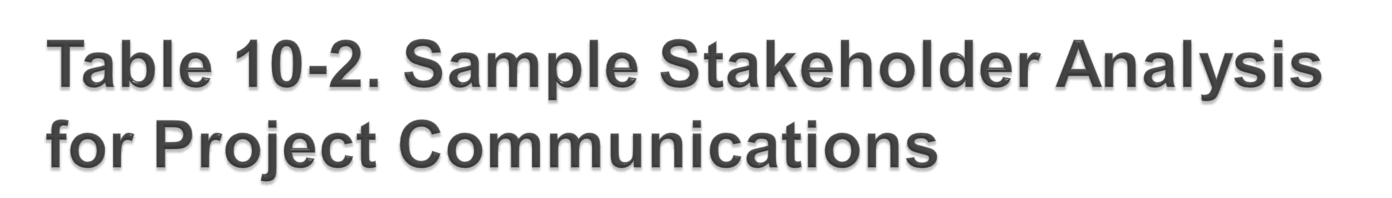 Table 10-2. Sample Stakeholder Analysis
for Project Communications